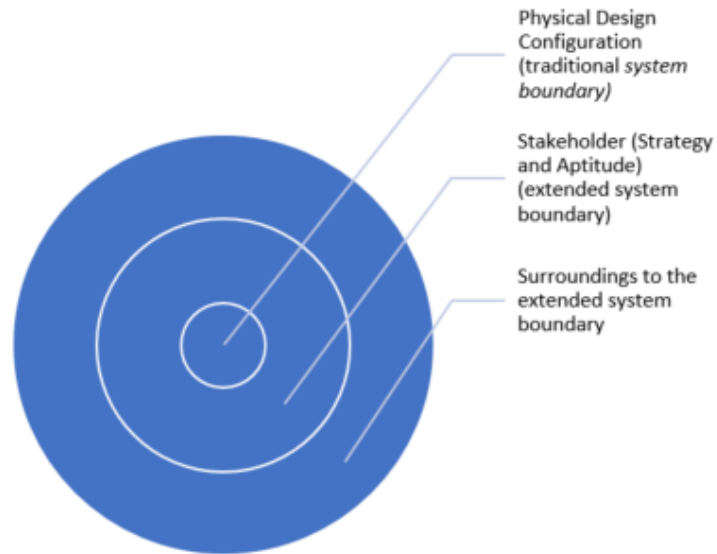 Physical Design
Configuration
(traditional system
boundary)
Stakeholder (Strategy
and Aptitude)
(extended system
boundary)
Surroundings to the
extended system
boundary